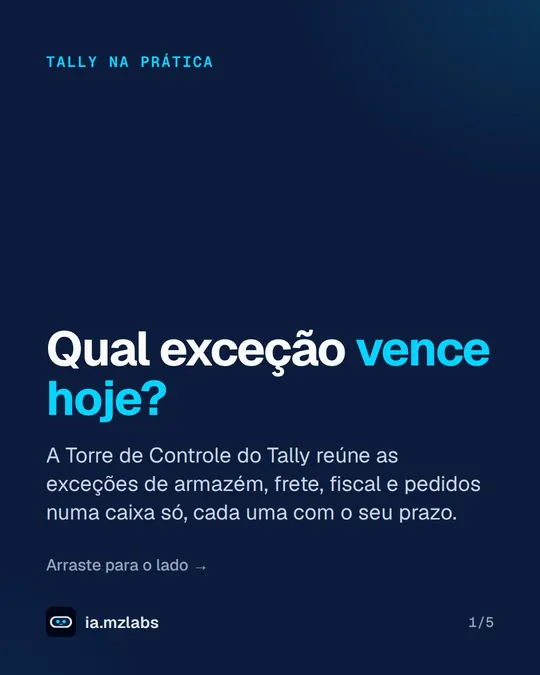 TALLY NA PRÁTICA
Qual exceção vence
hoje?
A Torre de Controle do Tally reúne as
exceções de armazém, frete, fiscal e pedidos
numa caixa só, cada uma com o seu prazo.
Arraste para o lado →
ia.mzlabs
1/5